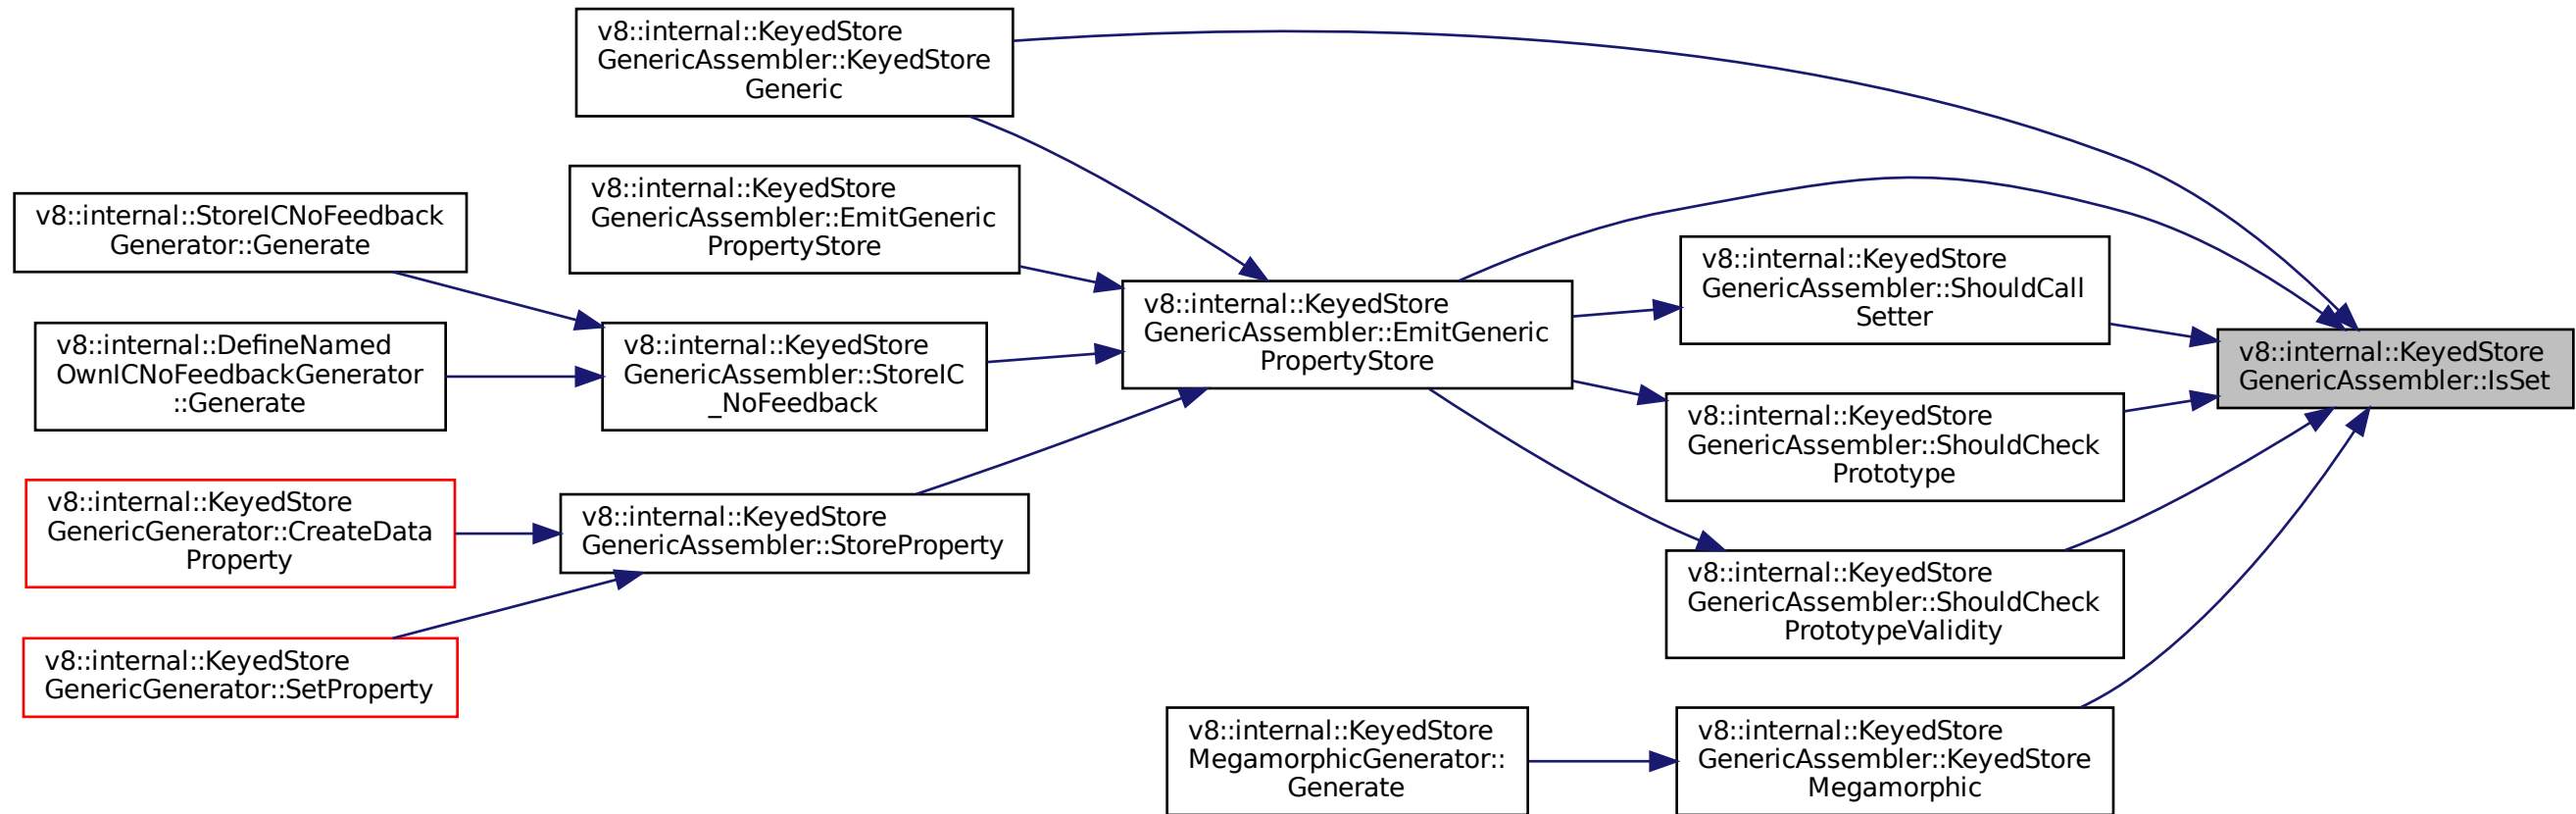 v8::internal::KeyedStore
GenericAssembler::KeyedStore
Generic
v8::internal::KeyedStore
GenericAssembler::EmitGeneric
PropertyStore
v8::internal::StoreICNoFeedback
Generator::Generate
v8::internal::DefineNamed
OwnICNoFeedbackGenerator
::Generate
v8::internal::KeyedStore
GenericAssembler::StoreIC
_NoFeedback
v8::internal::KeyedStore
GenericAssembler::EmitGeneric
PropertyStore
v8::internal::KeyedStore
GenericAssembler::ShouldCall
Setter
v8::internal::KeyedStore
GenericAssembler::IsSet
v8::internal::KeyedStore
GenericAssembler::ShouldCheck
Prototype
v8::internal::KeyedStore
GenericGenerator::CreateData
Property
v8::internal::KeyedStore
GenericAssembler::StoreProperty
v8::internal::KeyedStore
GenericAssembler::ShouldCheck
PrototypeValidity
v8::internal::KeyedStore
GenericGenerator::SetProperty
v8::internal::KeyedStore
MegamorphicGenerator::
Generate
v8::internal::KeyedStore
GenericAssembler::KeyedStore
Megamorphic